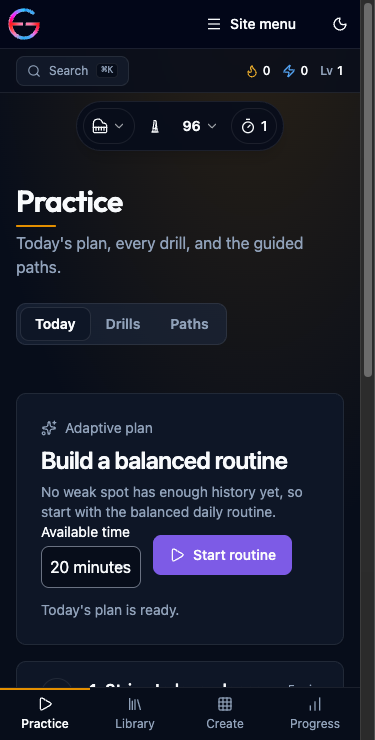 Site menu
Search ⌘K 0 0 Lv 1
96 1
Practice
Today's plan, every drill, and the guided
paths.
Today Drills Paths
Adaptive plan
Build a balanced routine
No weak spot has enough history yet, so
start with the balanced daily routine.
Available time
20 minutes Start routine
Today's plan is ready.
Practice Library Create Progress